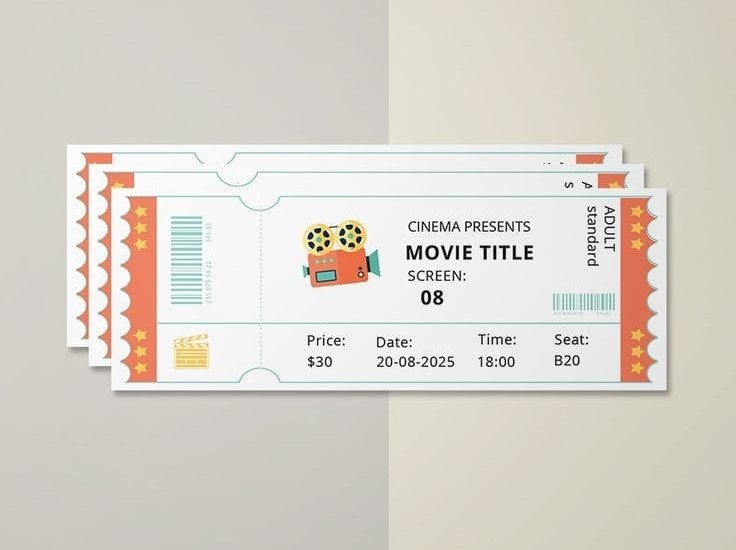 CINEMA PRESENTS
MOVIE TITLE
SCREEN:
08
ADULT
standard
Price:
$30
Date:
20-08-2025
Time:
18:00
Seat:
B20